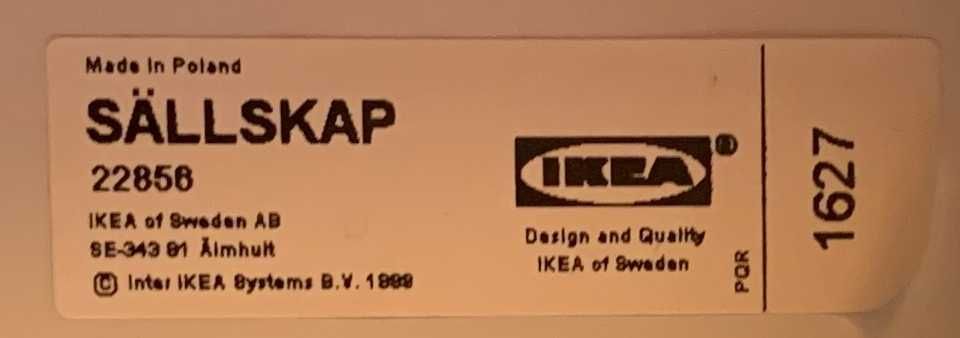 Made in Poland
SÄLLSKAP
22858
IKEA of Sweden AB
SE-343 81 Älmhult
© Inter IKEA Systems B.V. 1999
IKEA®
Design and Quality
IKEA of Sweden
PQR
1627